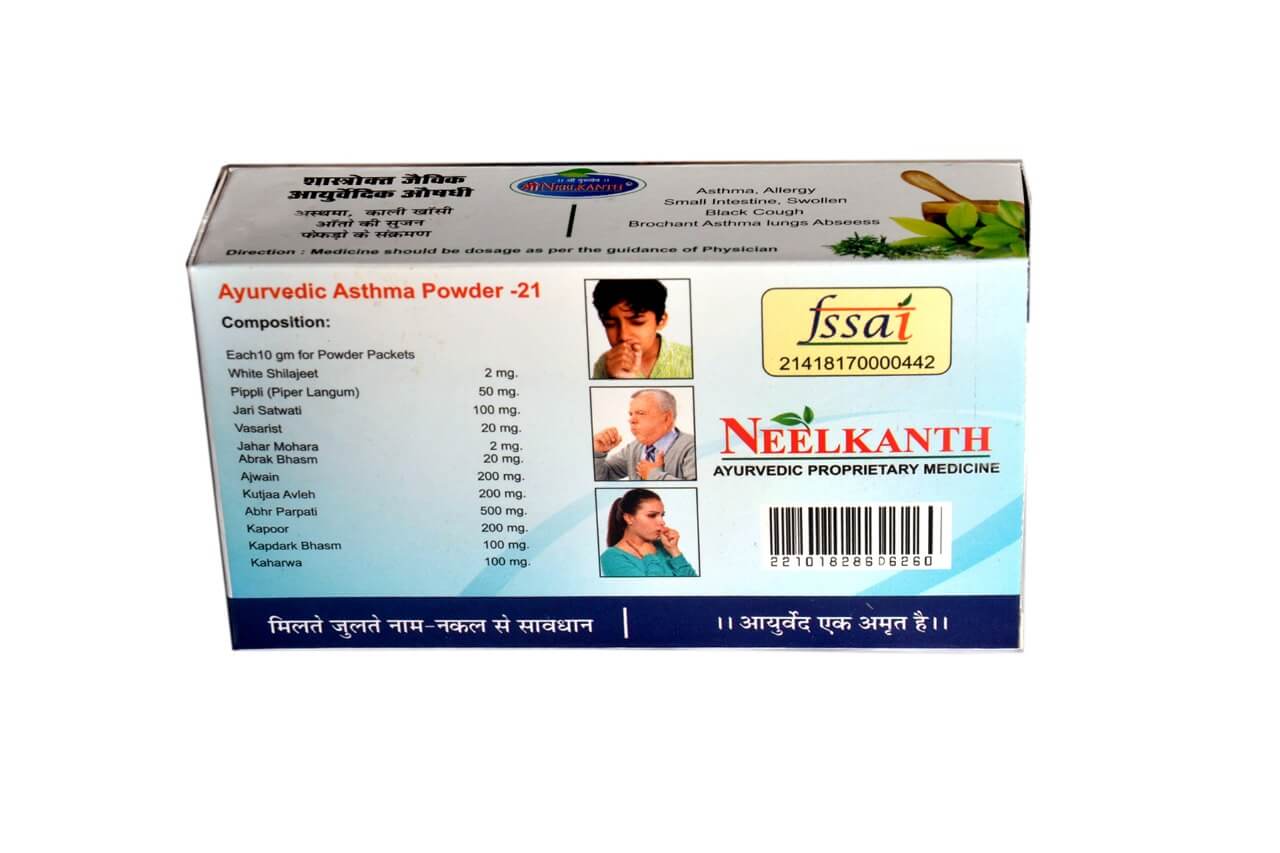 शास्त्रोक्त जैविक
आयुर्वेदिक औषधी
अस्थमा, काली खाँसी
आँतो की सुजन
फेफड़ो के संक्रमण
श्री NEELKANTH
Asthma, Allergy
Small Intestine, Swollen
Black Cough
Brochant Asthma lungs Abseess
Direction : Medicine should be dosage as per the guidance of Physician
Ayurvedic Asthma Powder -21
Composition:
Each10 gm for Powder Packets
White Shilajeet 2 mg.
Pippli (Piper Langum) 50 mg.
Jari Satwati 100 mg.
Vasarist 20 mg.
Jahar Mohara 2 mg.
Abrak Bhasm 20 mg.
Ajwain 200 mg.
Kutjaa Avleh 200 mg.
Abhr Parpati 500 mg.
Kapoor 200 mg.
Kapdark Bhasm 100 mg.
Kaharwa 100 mg.
fssai
21418170000442
NEELKANTH
AYURVEDIC PROPRIETARY MEDICINE
22101828606260
मिलते जुलते नाम-नकल से सावधान
।। आयुर्वेद एक अमृत है।।